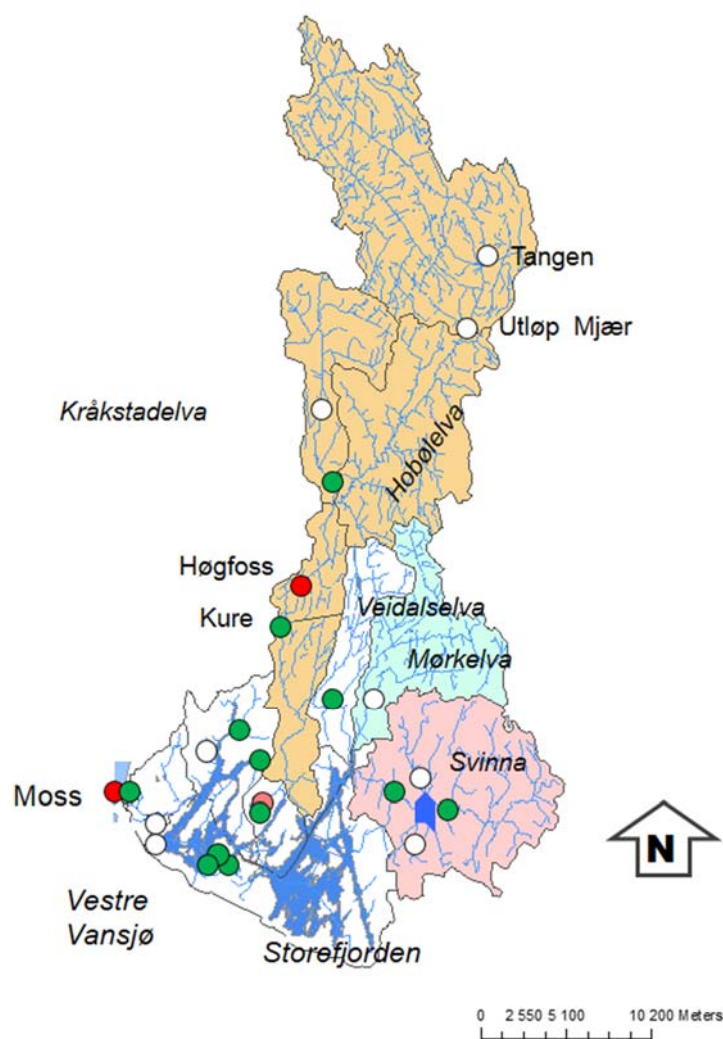 Tangen
Utløp Mjær
Kråkstadelva
Hobølelva
Høgfoss
Kure
Veidalselva
Mørkelva
Svinna
Moss
N
Vestre
Vansjø
Storefjorden
0 2 550 5 100 10 200 Meters